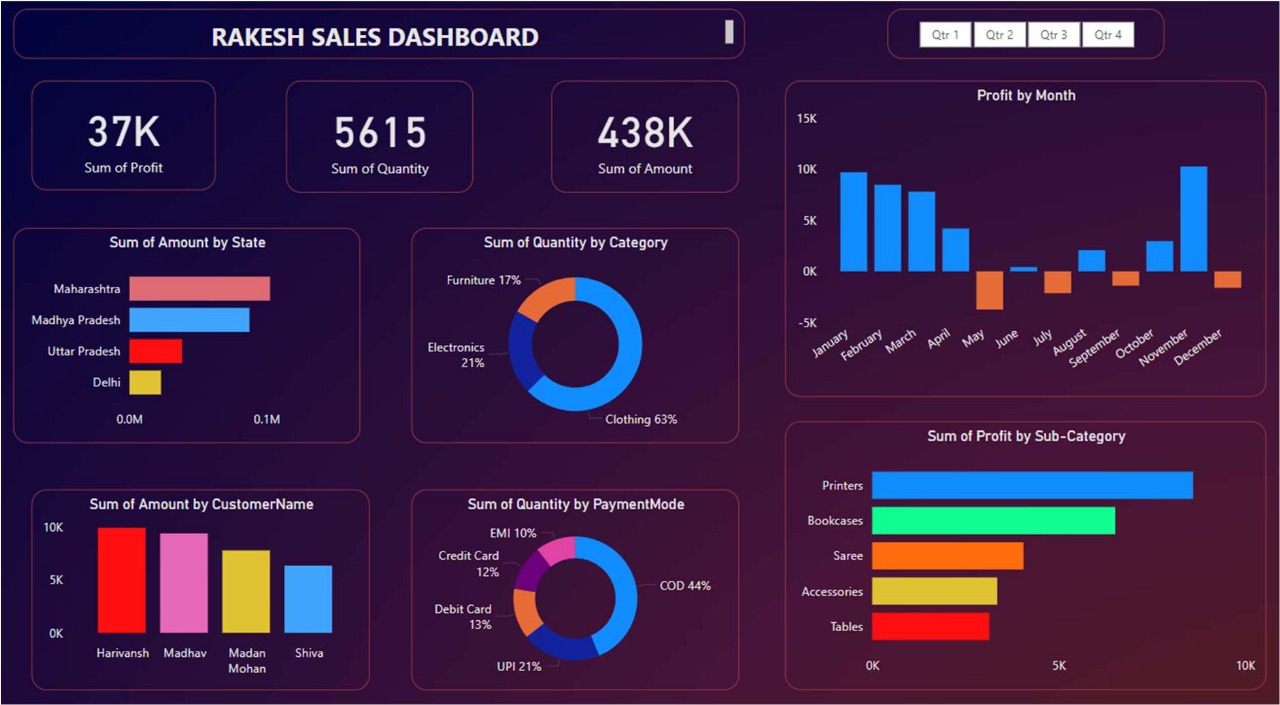 RAKESH SALES DASHBOARD
Qtr 1 Qtr 2 Qtr 3 Qtr 4
37K
Sum of Profit
5615
Sum of Quantity
438K
Sum of Amount
Profit by Month
15K
10K
5K
0K
-5K
January February March April May June July August September October November December
Sum of Amount by State
Maharashtra
Madhya Pradesh
Uttar Pradesh
Delhi
0.0M 0.1M
Sum of Quantity by Category
Furniture 17%
Electronics
21%
Clothing 63%
Sum of Profit by Sub-Category
Printers
Bookcases
Saree
Accessories
Tables
0K 5K 10K
Sum of Amount by CustomerName
10K
5K
0K
Harivansh Madhav Madan Shiva
Mohan
Sum of Quantity by PaymentMode
EMI 10%
Credit Card
12%
COD 44%
Debit Card
13%
UPI 21%